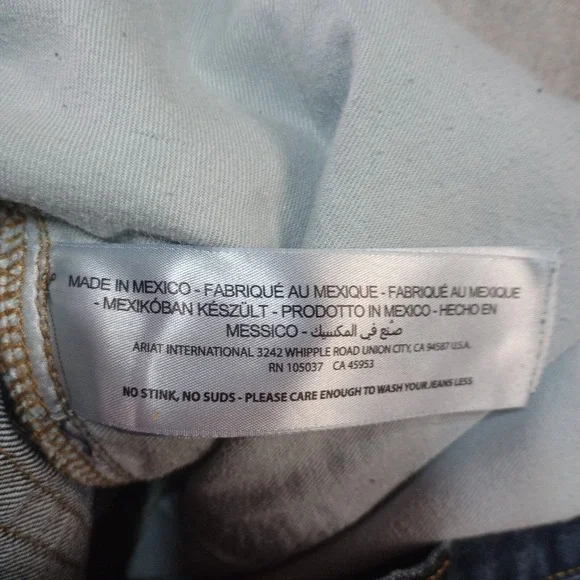 MADE IN MEXICO - FABRIQUÉ AU MEXIQUE - FABRIQUÉ AU MEXIQUE
- MEXIKÓBAN KÉSZÜLT - PRODOTTO IN MEXICO - HECHO EN
MESSICO - صنع في المكسيك
ARIAT INTERNATIONAL 3242 WHIPPLE ROAD UNION CITY, CA 94587 U.S.A.
RN 105037 CA 45953
NO STINK, NO SUDS - PLEASE CARE ENOUGH TO WASH YOUR JEANS LESS